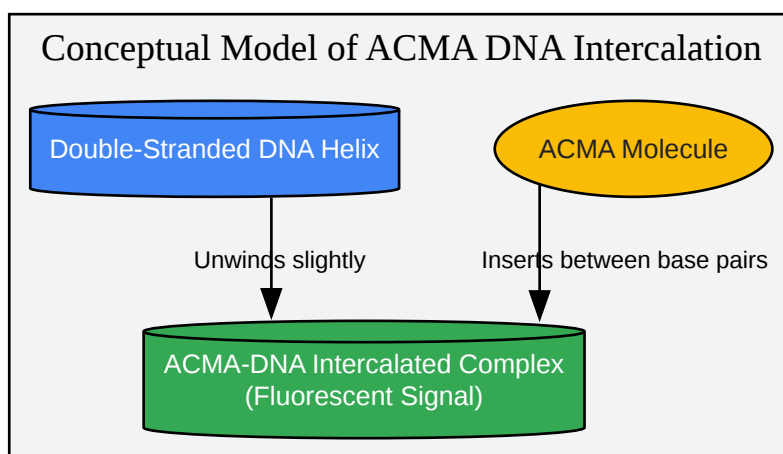 Conceptual Model of ACMA DNA Intercalation
Double-Stranded DNA Helix
ACMA Molecule
Unwinds slightly
Inserts between base pairs
ACMA-DNA Intercalated Complex
(Fluorescent Signal)